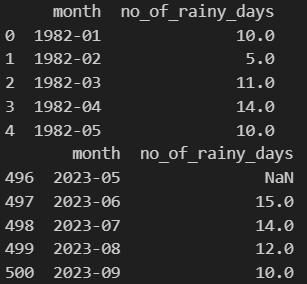 month no_of_rainy_days
0 1982-01 10.0
1 1982-02 5.0
2 1982-03 11.0
3 1982-04 14.0
4 1982-05 10.0
month no_of_rainy_days
496 2023-05 NaN
497 2023-06 15.0
498 2023-07 14.0
499 2023-08 12.0
500 2023-09 10.0